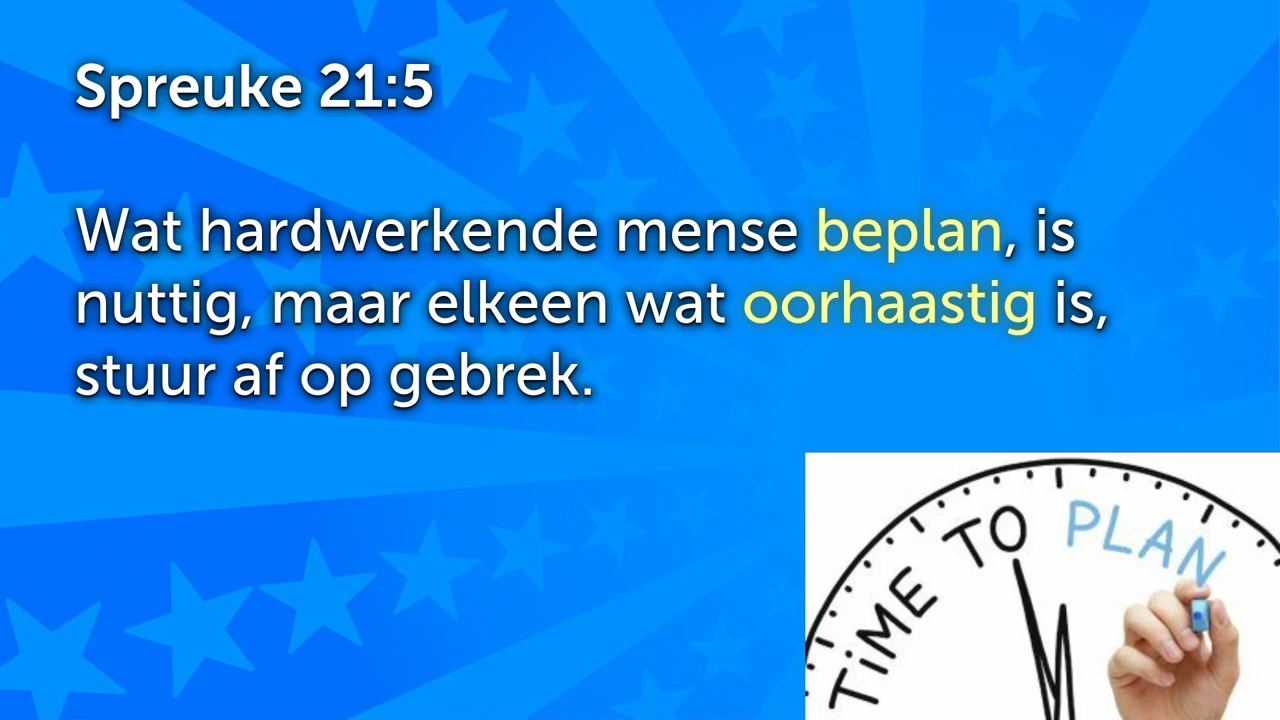 Spreuke 21:5
Wat hardwerkende mense beplan, is
nuttig, maar elkeen wat oorhaastig is,
stuur af op gebrek.
TiME TO PLAN